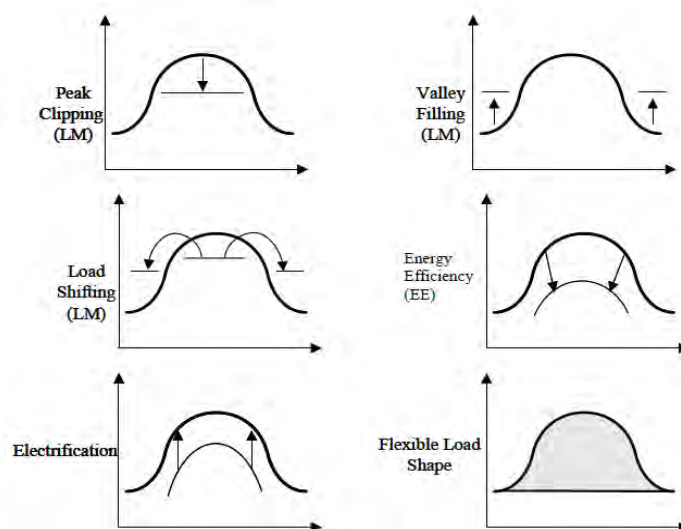 Peak
Clipping
(LM)
Valley
Filling
(LM)
Load
Shifting
(LM)
Energy
Efficiency
(EE)
Electrification
Flexible Load
Shape